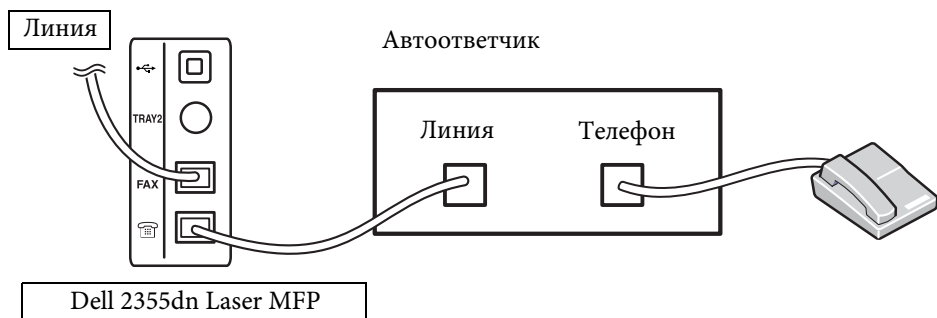 Линия
Автоответчик
TRAY2
Линия
Телефон
FAX
Dell 2355dn Laser MFP